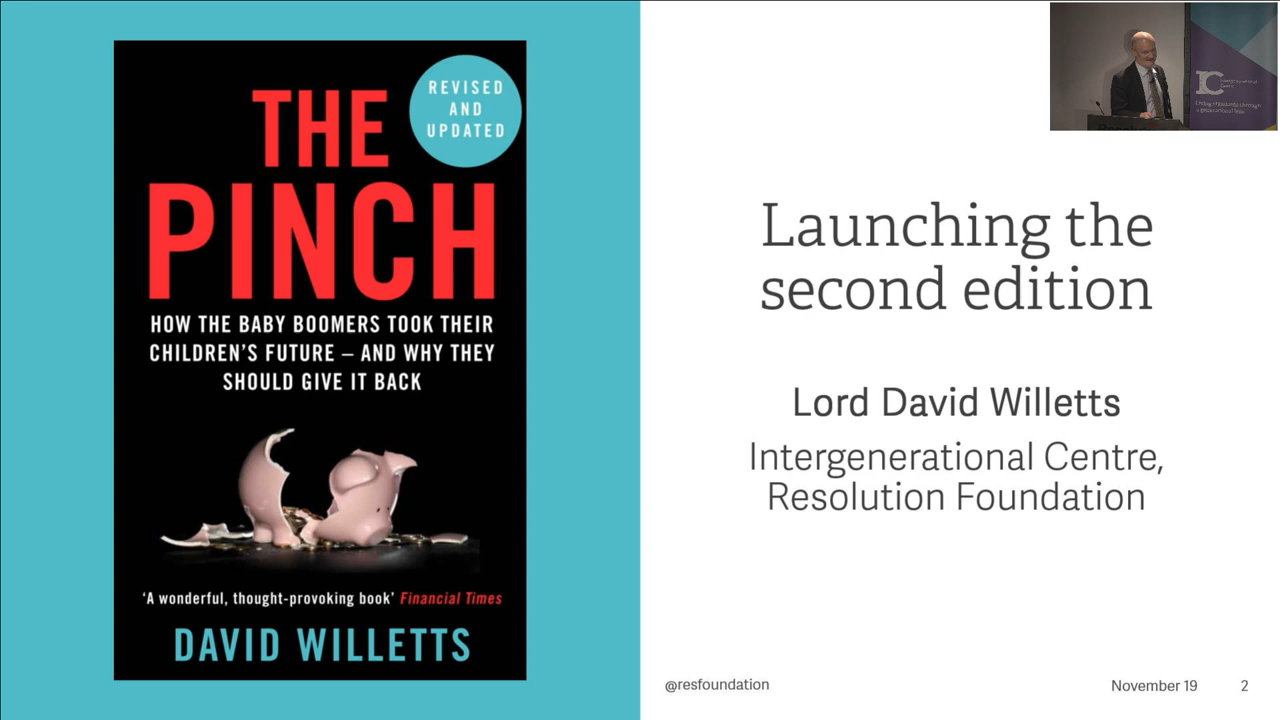 THE
PINCH
REVISED
AND
UPDATED
HOW THE BABY BOOMERS TOOK THEIR
CHILDREN’S FUTURE – AND WHY THEY
SHOULD GIVE IT BACK
‘A wonderful, thought-provoking book’ Financial Times
DAVID WILLETTS
IC
Launching the
second edition
Lord David Willetts
Intergenerational Centre,
Resolution Foundation
@resfoundation
November 19
2